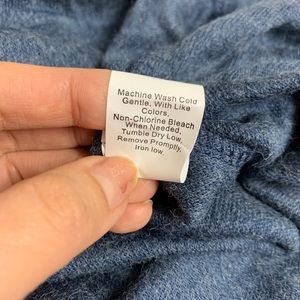 Machine Wash Cold
Gentle, With Like
Colors,
Non-Chlorine Bleach
When Needed,
Tumble Dry Low
Remove Promptly,
Iron low